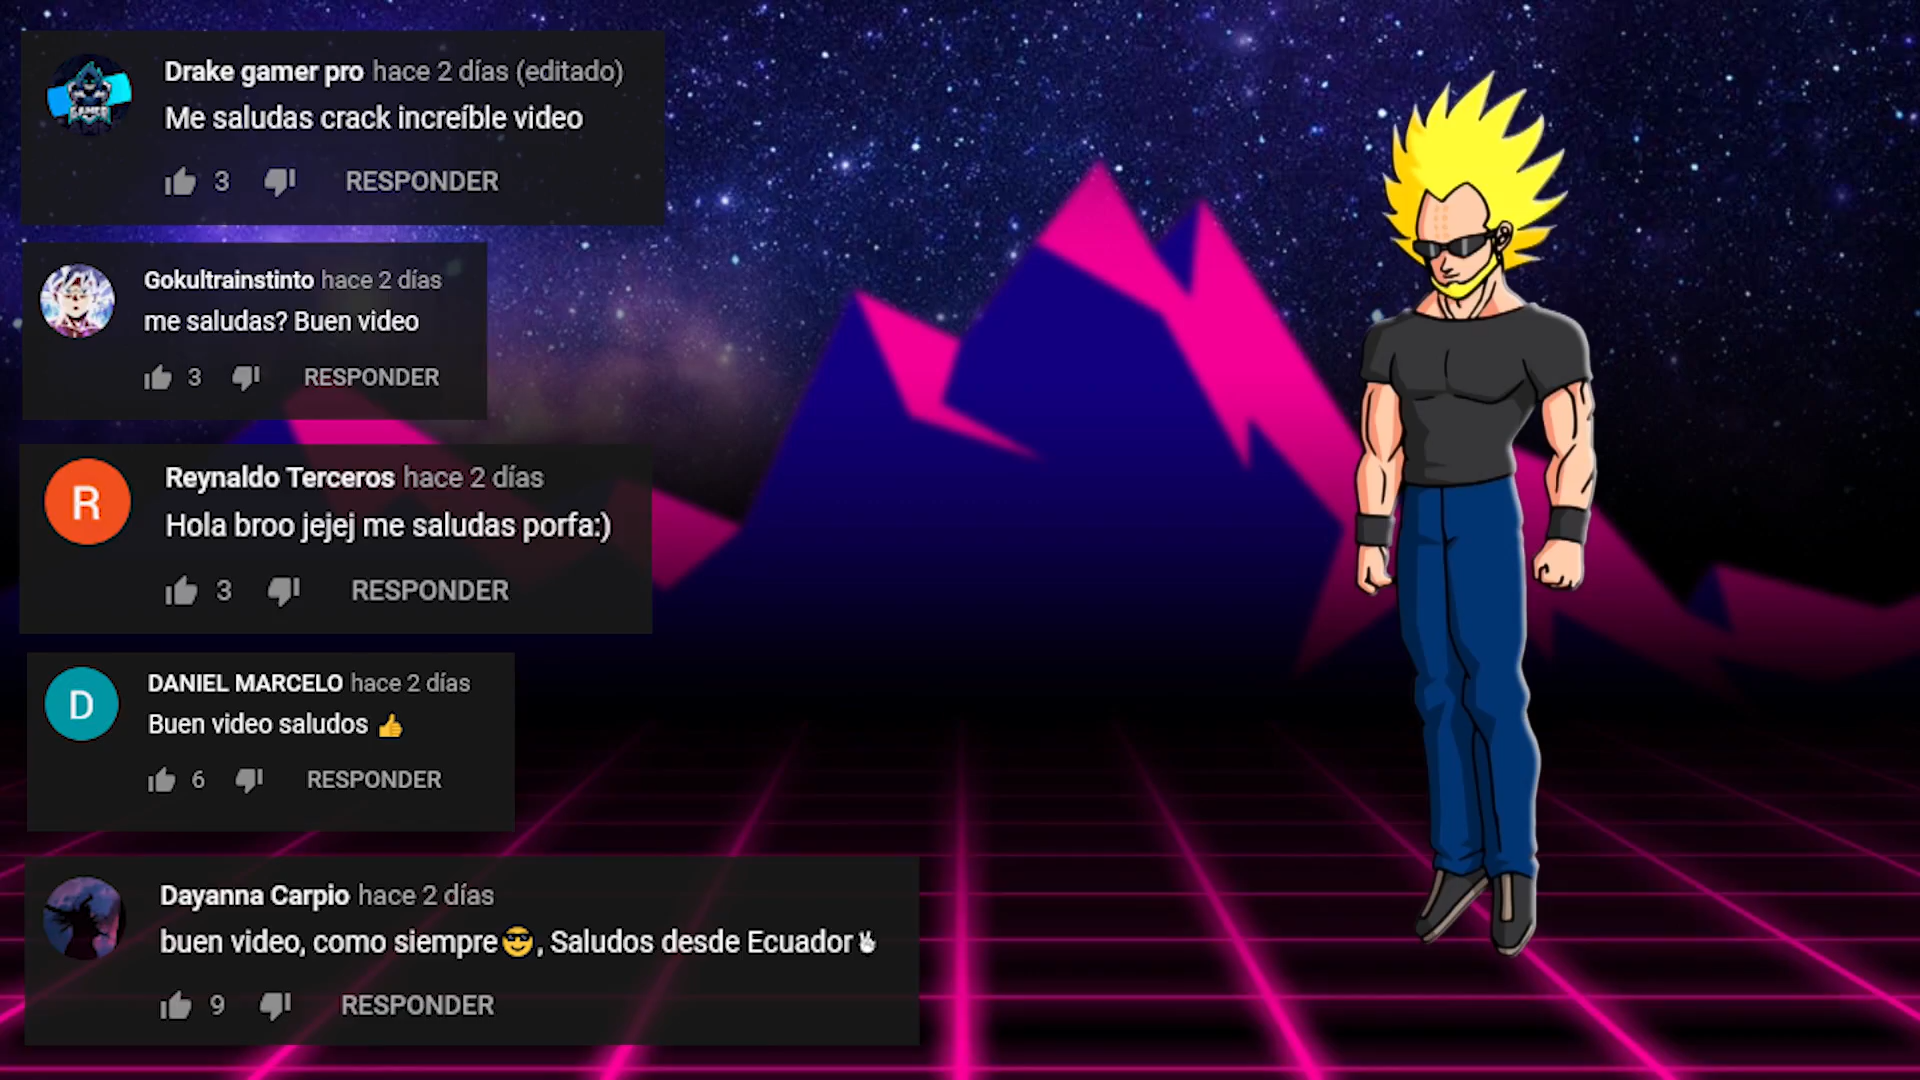 Drake gamer pro hace 2 días (editado)
Me saludas crack increíble video
3 RESPONDER
GAMER
Gokultrainstinto hace 2 días
me saludas? Buen video
3 RESPONDER
R
Reynaldo Terceros hace 2 días
Hola broo jejej me saludas porfa:)
3 RESPONDER
D
DANIEL MARCELO hace 2 días
Buen video saludos 👍
6 RESPONDER
Dayanna Carpio hace 2 días
buen video, como siempre😎, Saludos desde Ecuador✌
9 RESPONDER